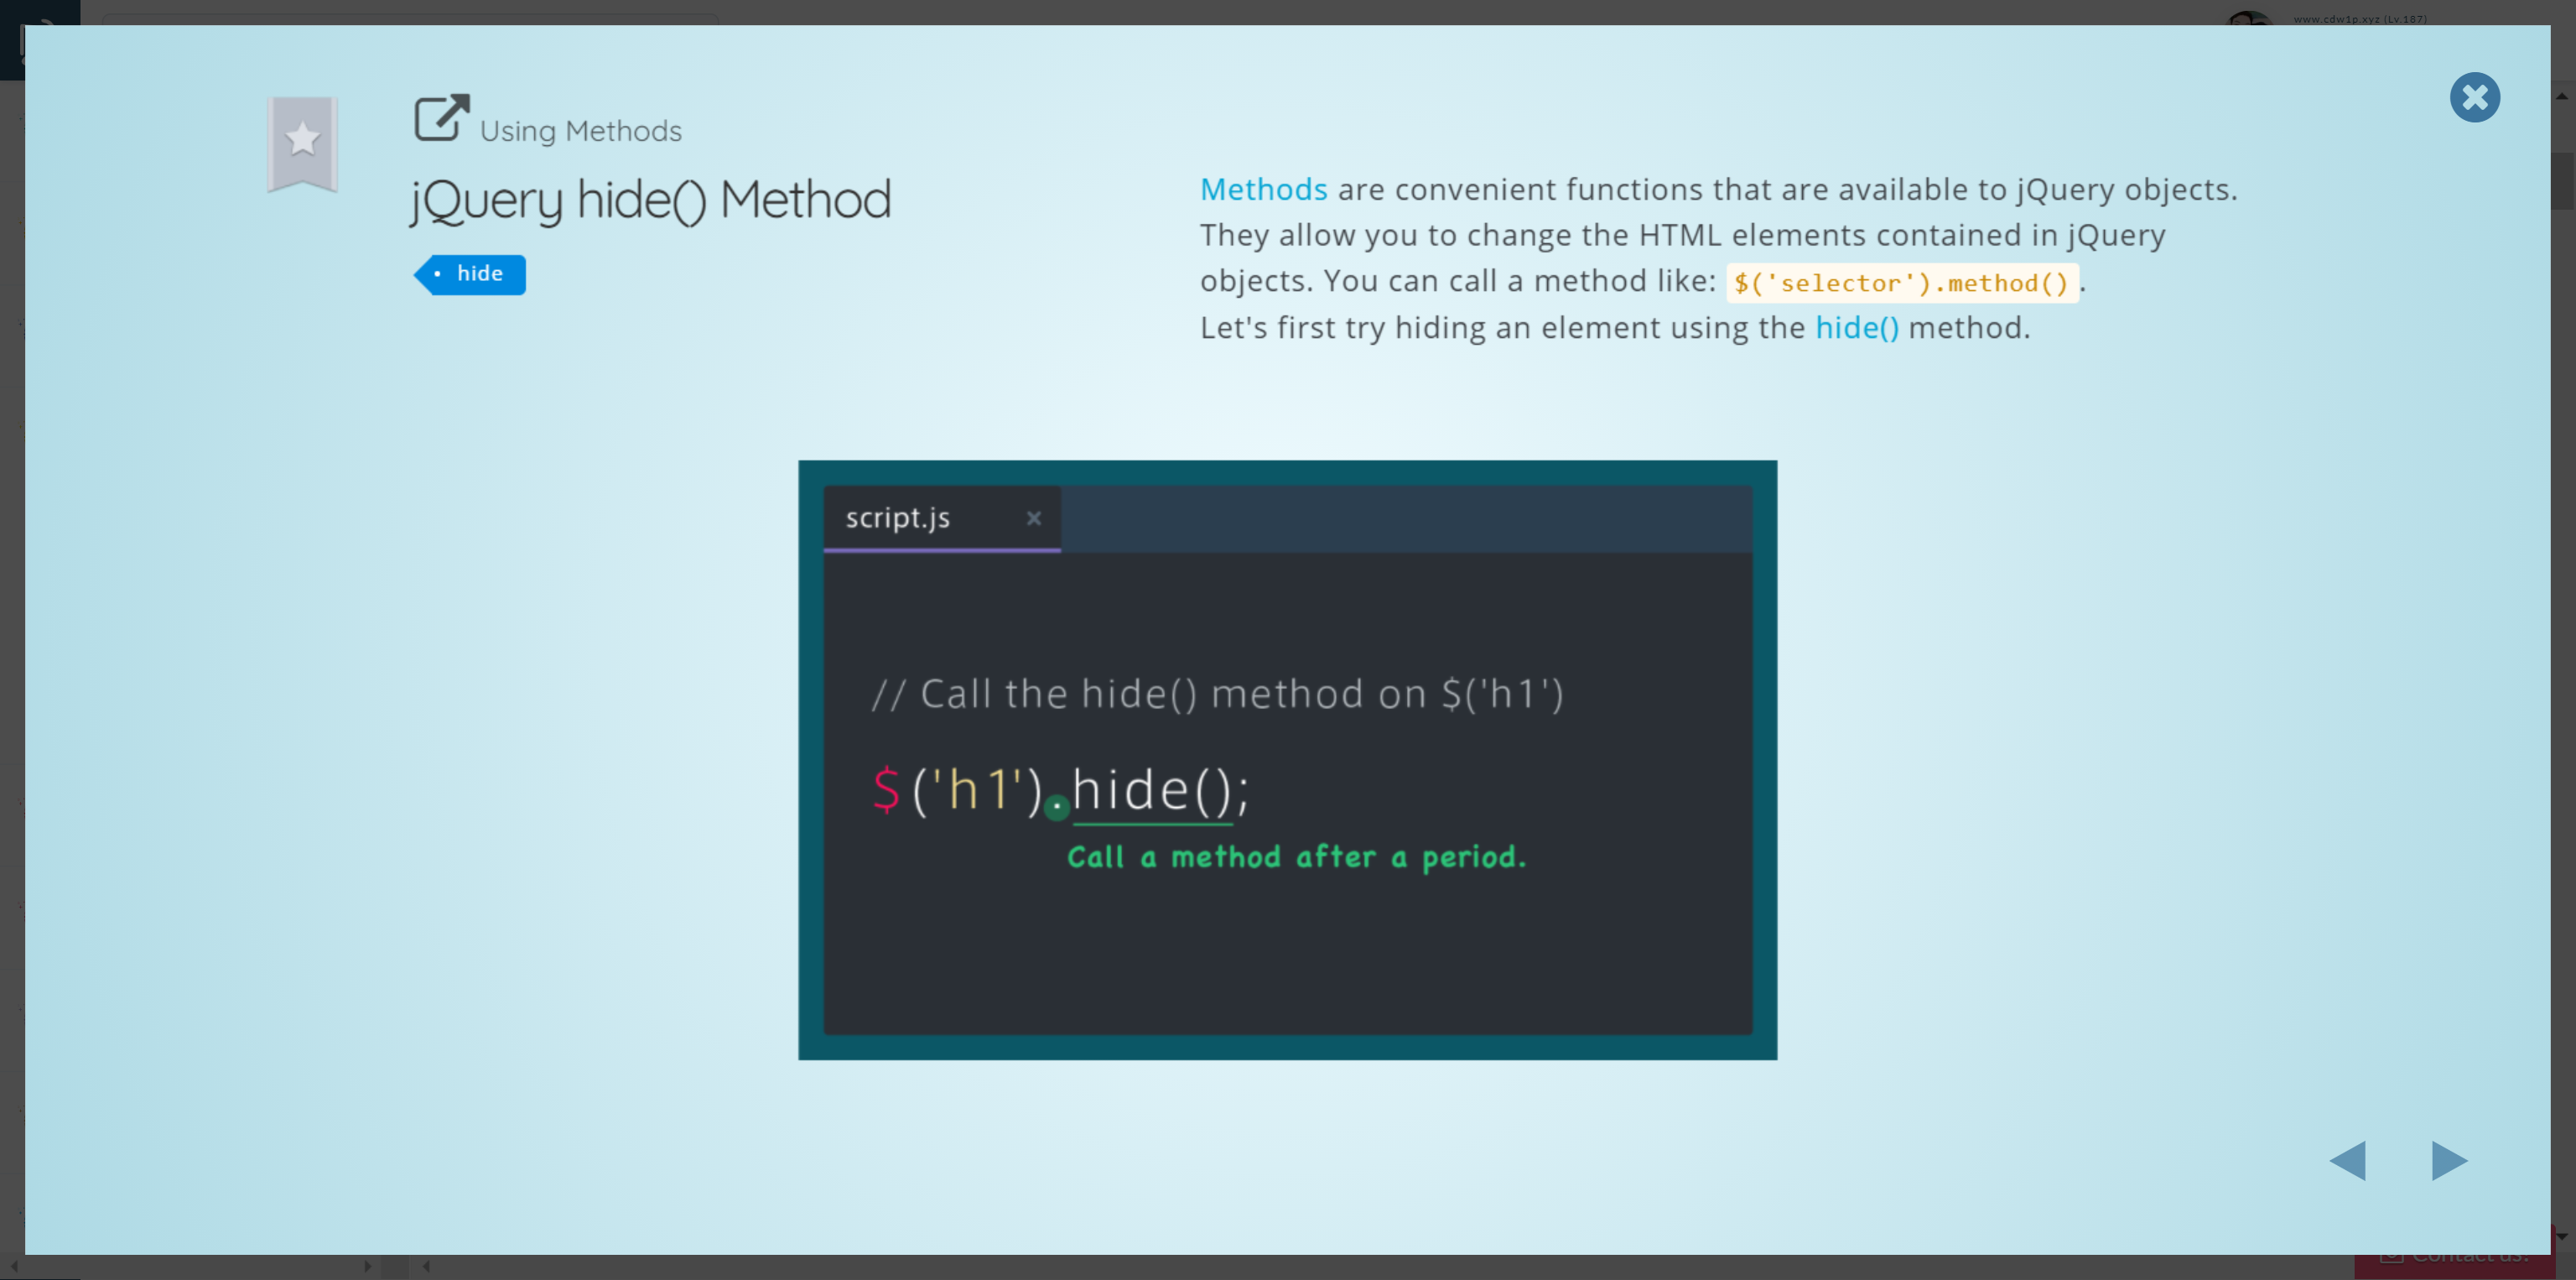 www.cdw1p.xyz (Lv.187)
Using Methods
jQuery hide() Method
hide
Methods are convenient functions that are available to jQuery objects.
They allow you to change the HTML elements contained in jQuery
objects. You can call a method like: $('selector').method() .
Let's first try hiding an element using the hide() method.
script.js
// Call the hide() method on $('h1')
$('h1').hide();
Call a method after a period.
Contact us!